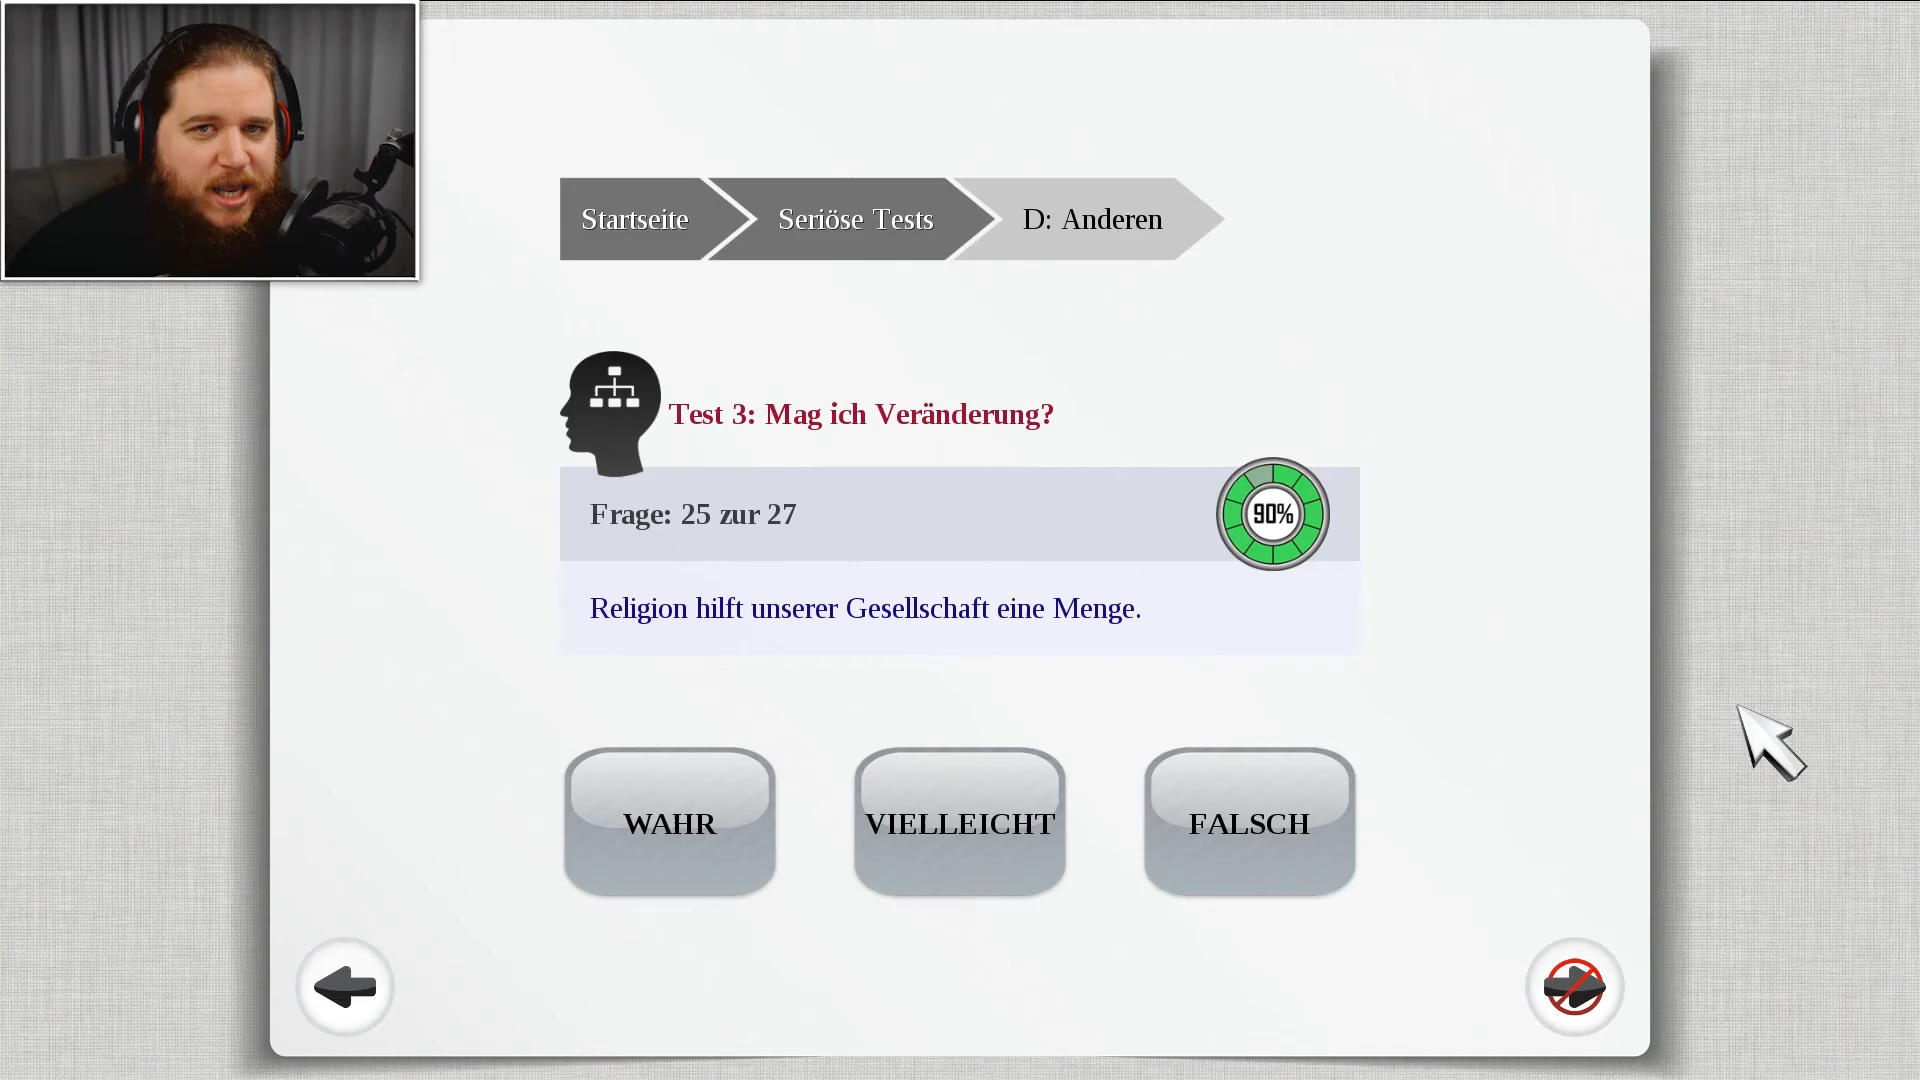 Startseite
Seriöse Tests
D: Anderen
Test 3: Mag ich Veränderung?
Frage: 25 zur 27
90%
Religion hilft unserer Gesellschaft eine Menge.
WAHR
VIELLEICHT
FALSCH